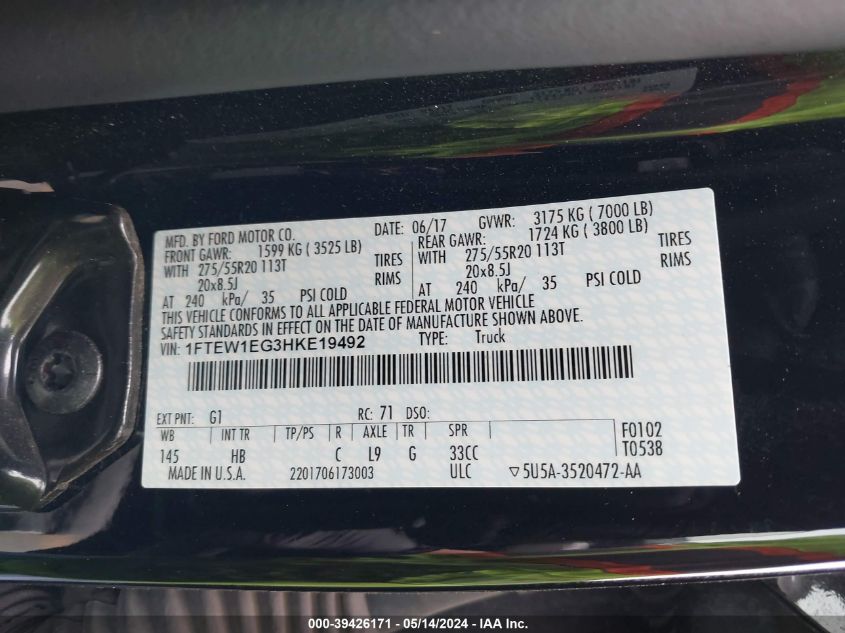 MFD. BY FORD MOTOR CO.
DATE: 06/17 GVWR: 3175 KG ( 7000 LB)
FRONT GAWR: 1599 KG ( 3525 LB)
REAR GAWR: 1724 KG ( 3800 LB)
WITH 275/55R20 113T TIRES
WITH 275/55R20 113T TIRES
20x8.5J RIMS
20x8.5J RIMS
AT 240 kPa/ 35 PSI COLD
AT 240 kPa/ 35 PSI COLD
THIS VEHICLE CONFORMS TO ALL APPLICABLE FEDERAL MOTOR VEHICLE
SAFETY STANDARDS IN EFFECT ON THE DATE OF MANUFACTURE SHOWN ABOVE.
VIN: 1FTEW1EG3HKE19492
TYPE: Truck
EXT PNT: G1 RC: 71 DSO:
WB INT TR TP/PS R AXLE TR SPR
F0102
145 HB C L9 G 33CC
T0538
MADE IN U.S.A. 2201706173003 ULC ▽5U5A-3520472-AA
000-39426171 — 05/14/2024 — IAAI.COM/INSU...